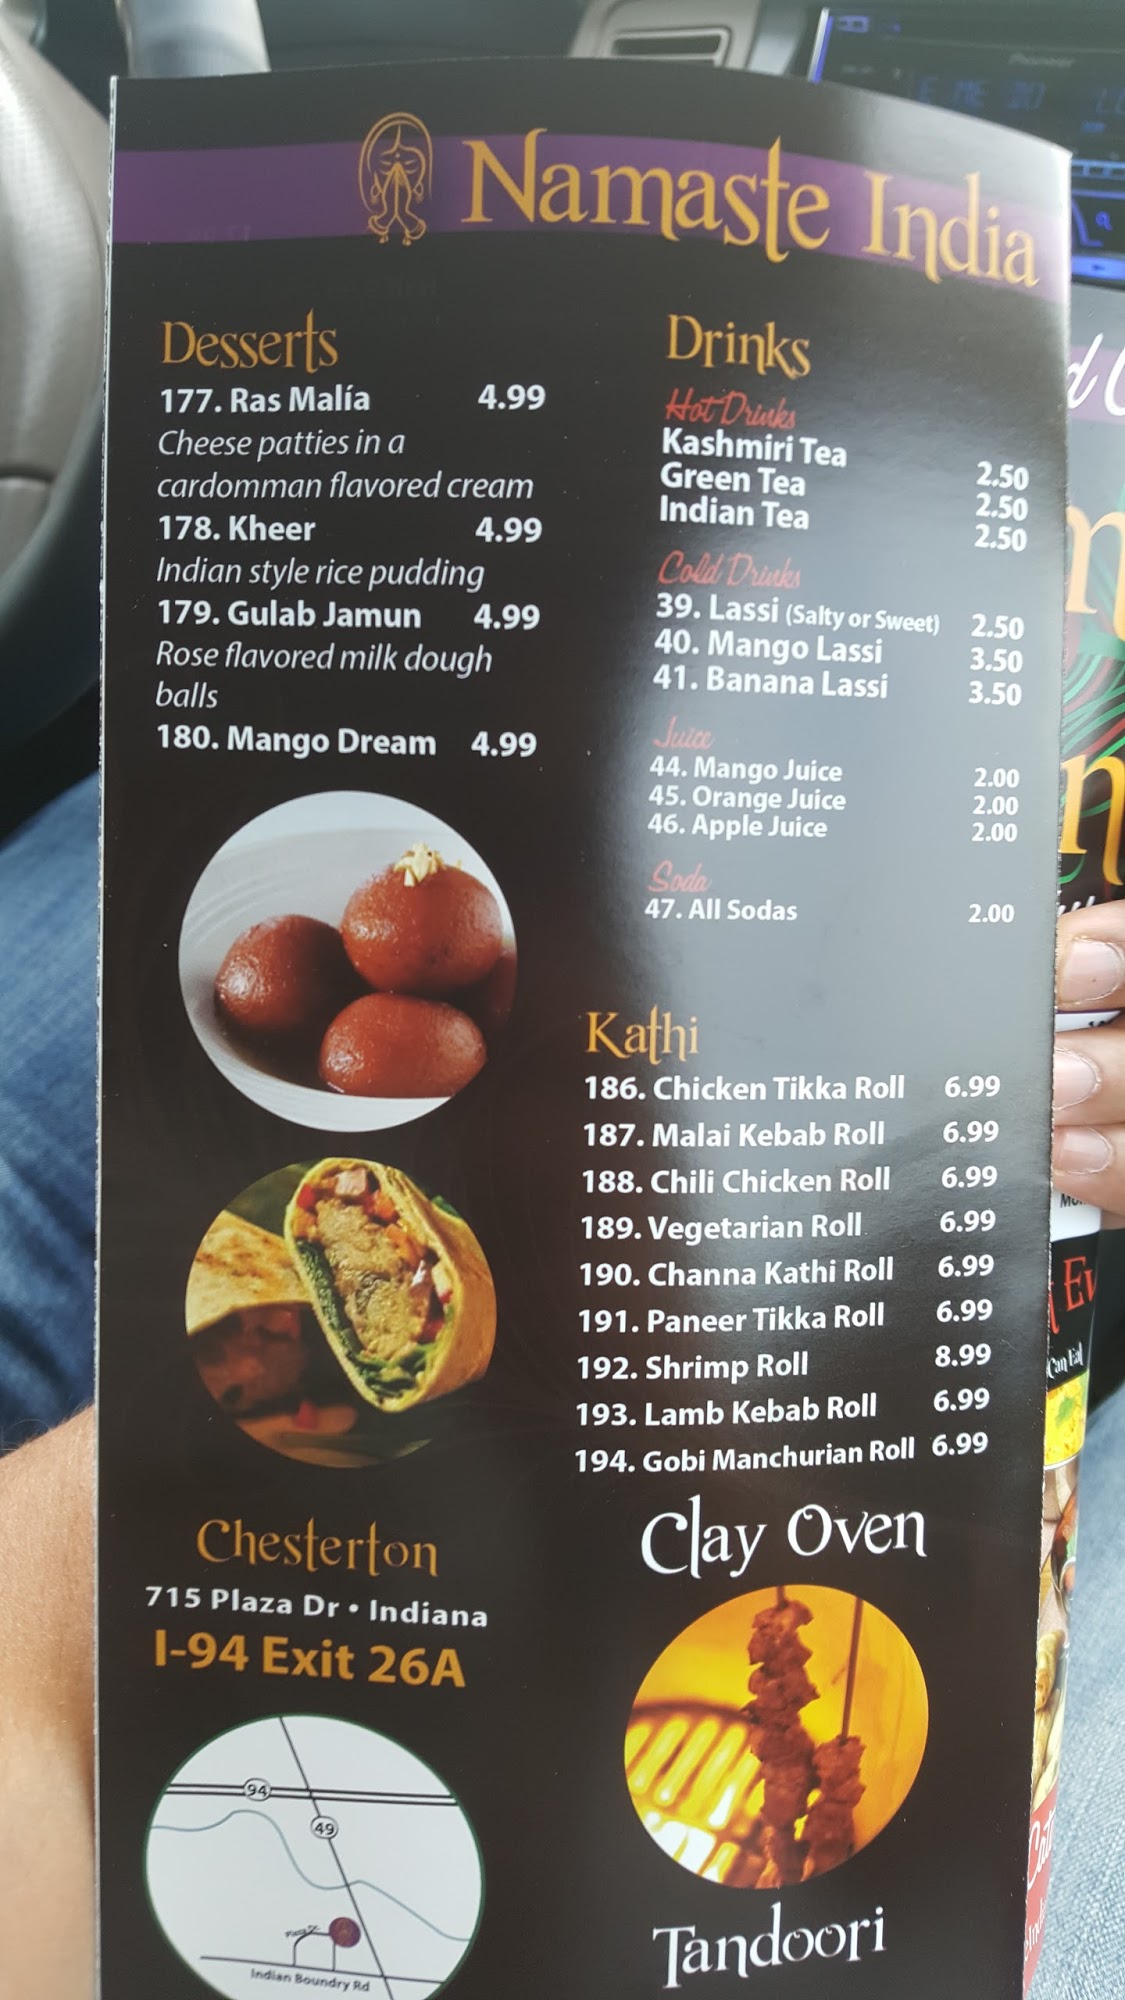 Namaste India
Desserts
177. Ras Malía 4.99
Cheese patties in a
cardomman flavored cream
178. Kheer 4.99
Indian style rice pudding
179. Gulab Jamun 4.99
Rose flavored milk dough
balls
180. Mango Dream 4.99
Drinks
Hot Drinks
Kashmiri Tea 2.50
Green Tea 2.50
Indian Tea 2.50
Cold Drinks
39. Lassi (Salty or Sweet) 2.50
40. Mango Lassi 3.50
41. Banana Lassi 3.50
Juice
44. Mango Juice 2.00
45. Orange Juice 2.00
46. Apple Juice 2.00
Soda
47. All Sodas 2.00
Kathi
186. Chicken Tikka Roll 6.99
187. Malai Kebab Roll 6.99
188. Chili Chicken Roll 6.99
189. Vegetarian Roll 6.99
190. Channa Kathi Roll 6.99
191. Paneer Tikka Roll 6.99
192. Shrimp Roll 8.99
193. Lamb Kebab Roll 6.99
194. Gobi Manchurian Roll 6.99
Chesterton
715 Plaza Dr • Indiana
I-94 Exit 26A
94
49
Indian Boundry Rd
Clay Oven
Tandoori